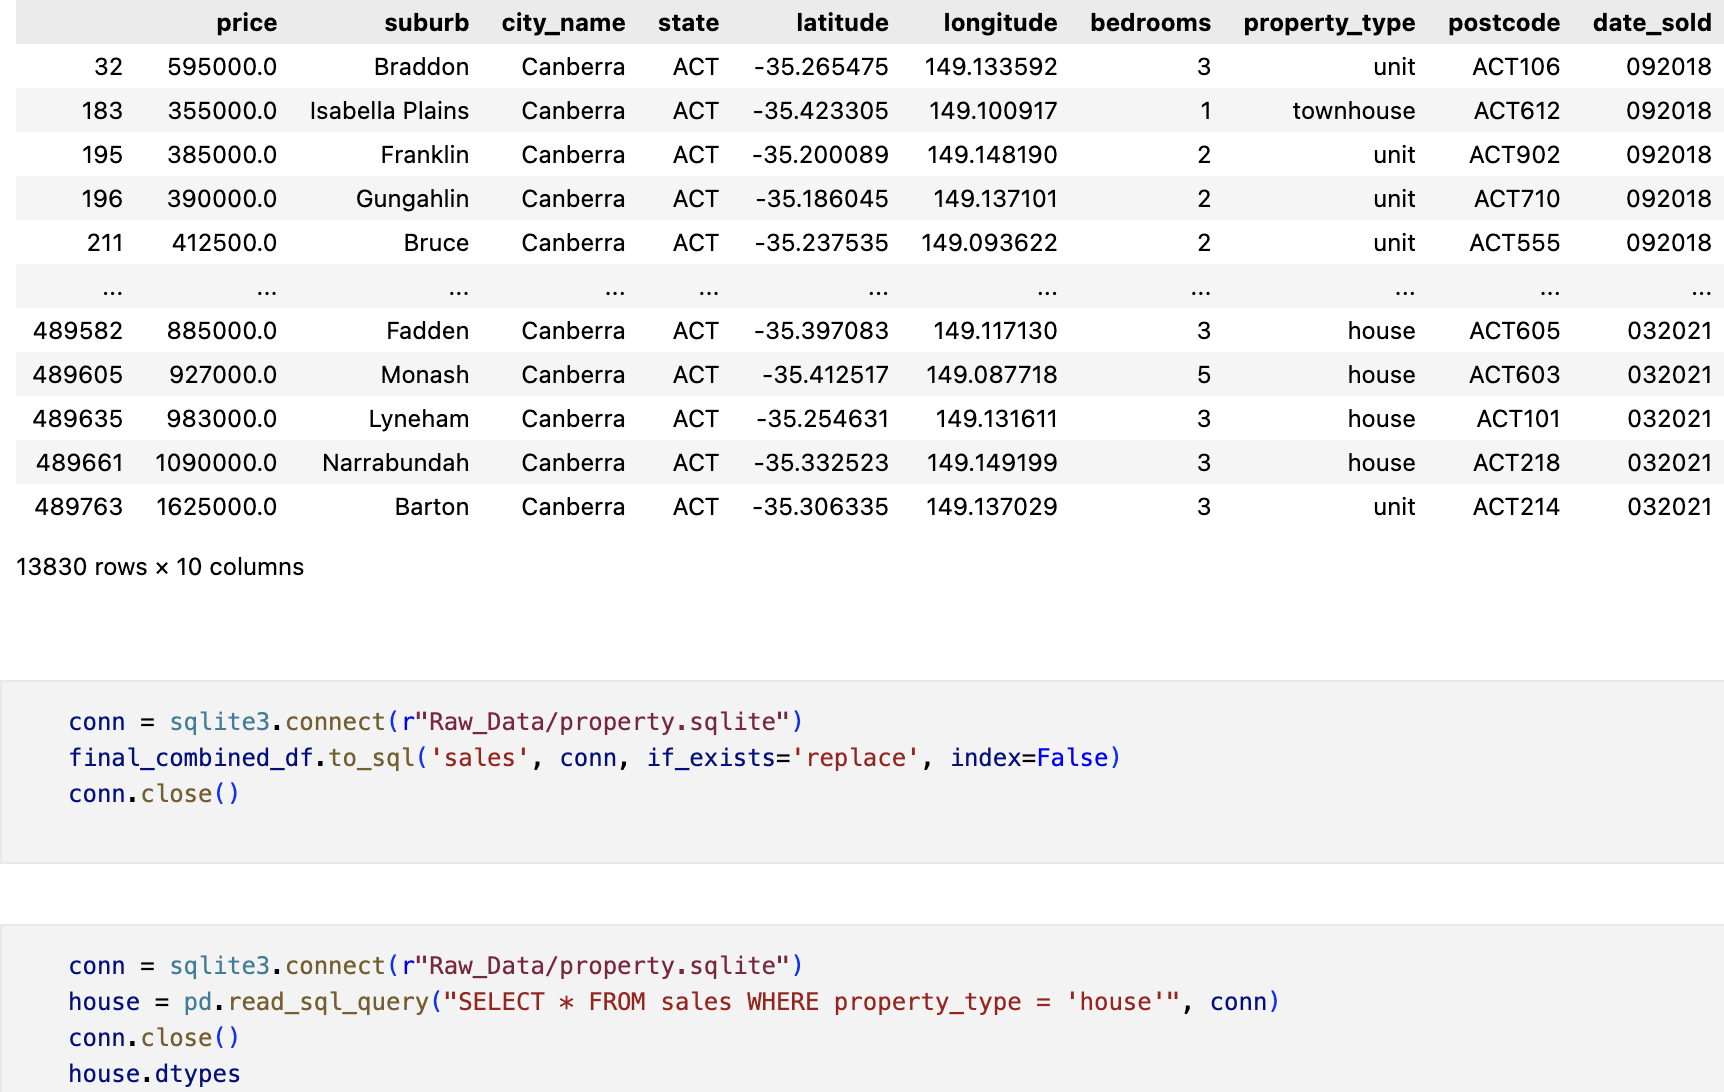 price suburb city_name state latitude longitude bedrooms property_type postcode date_sold
32 595000.0 Braddon Canberra ACT -35.265475 149.133592 3 unit ACT106 092018
183 355000.0 Isabella Plains Canberra ACT -35.423305 149.100917 1 townhouse ACT612 092018
195 385000.0 Franklin Canberra ACT -35.200089 149.148190 2 unit ACT902 092018
196 390000.0 Gungahlin Canberra ACT -35.186045 149.137101 2 unit ACT710 092018
211 412500.0 Bruce Canberra ACT -35.237535 149.093622 2 unit ACT555 092018
... ... ... ... ... ... ... ... ... ... ...
489582 885000.0 Fadden Canberra ACT -35.397083 149.117130 3 house ACT605 032021
489605 927000.0 Monash Canberra ACT -35.412517 149.087718 5 house ACT603 032021
489635 983000.0 Lyneham Canberra ACT -35.254631 149.131611 3 house ACT101 032021
489661 1090000.0 Narrabundah Canberra ACT -35.332523 149.149199 3 house ACT218 032021
489763 1625000.0 Barton Canberra ACT -35.306335 149.137029 3 unit ACT214 032021
13830 rows × 10 columns
conn = sqlite3.connect(r"Raw_Data/property.sqlite")
final_combined_df.to_sql('sales', conn, if_exists='replace', index=False)
conn.close()
conn = sqlite3.connect(r"Raw_Data/property.sqlite")
house = pd.read_sql_query("SELECT * FROM sales WHERE property_type = 'house'", conn)
conn.close()
house.dtypes